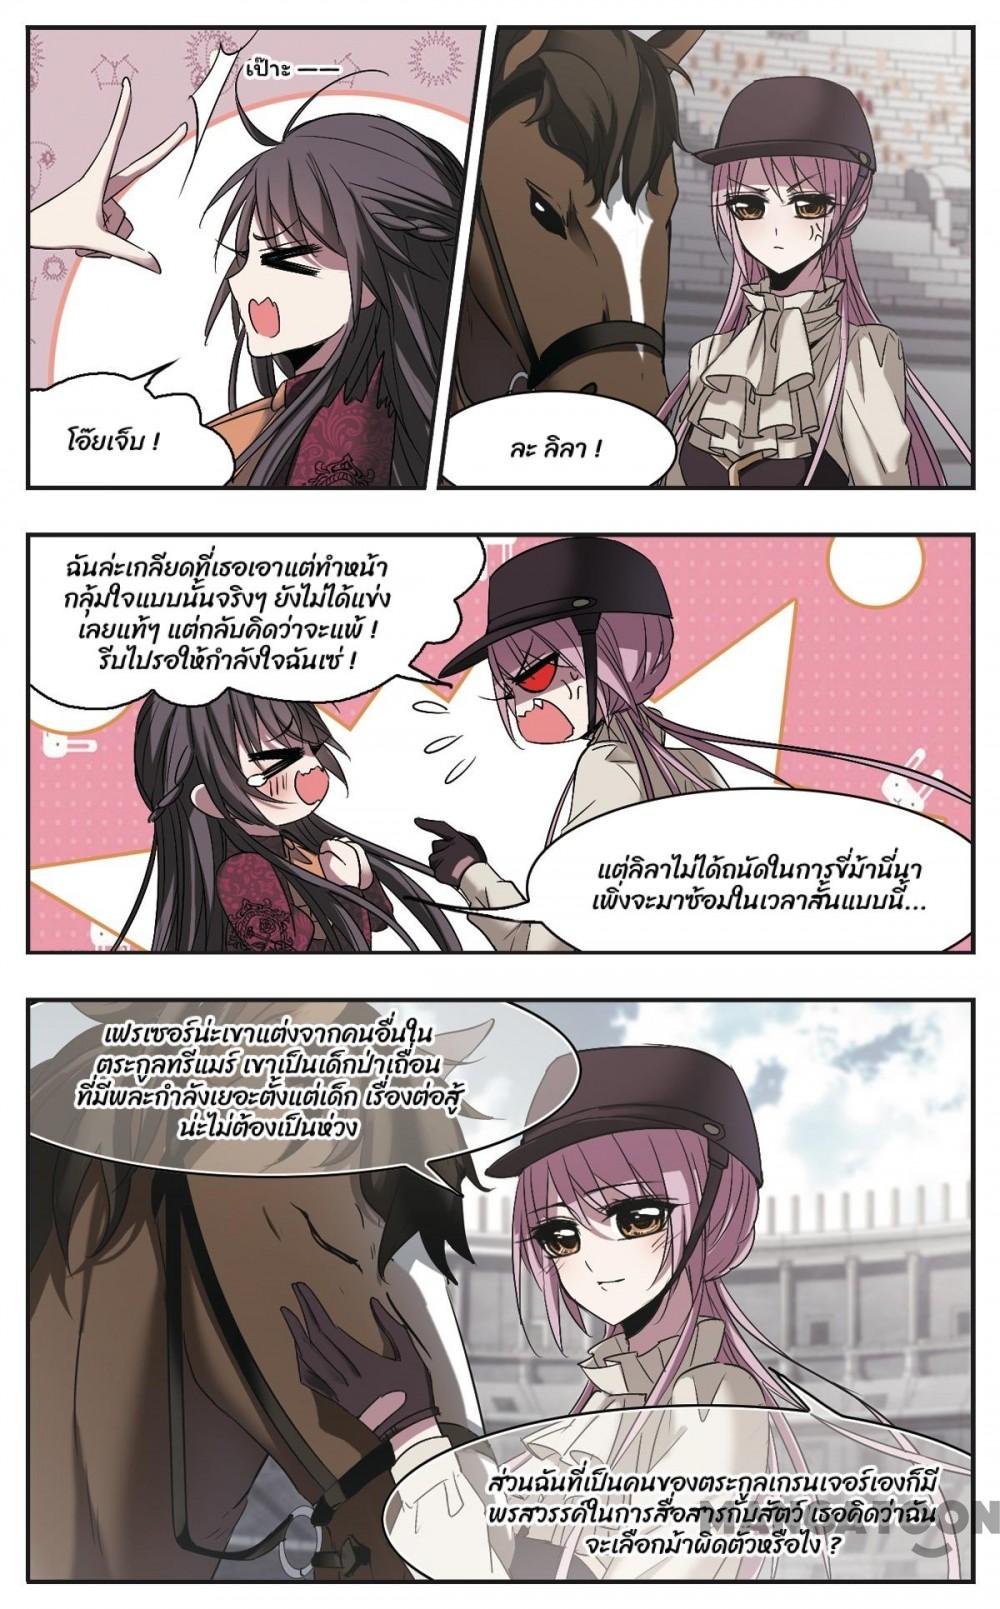 เป๊าะ ——
โอ๊ยเจ็บ !
ละ ลิลา !
ฉันล่ะเกลียดที่เธอเอาแต่ทำหน้า
กลุ้มใจแบบนั้นจริงๆ ยังไม่ได้แข่ง
เลยแท้ๆ แต่กลับคิดว่าจะแพ้ !
รีบไปรอให้กำลังใจฉันเซ่ !
แต่ลิลาไม่ได้ถนัดในการขี่ม้านี่นา
เพิ่งจะมาซ้อมในเวลาสั้นแบบนี้...
เฟรเซอร์น่ะเขาแต่งจากคนอื่นใน
ตระกูลทรีแมร์ เขาเป็นเด็กป่าเถื่อน
ที่มีพละกำลังเยอะตั้งแต่เด็ก เรื่องต่อสู้
น่ะไม่ต้องเป็นห่วง
ส่วนฉันที่เป็นคนของตระกูลเกรนเจอร์เองก็มี
พรสวรรค์ในการสื่อสารกับสัตว์ เธอคิดว่าฉัน
จะเลือกม้าผิดตัวหรือไง ?
MANGATOON